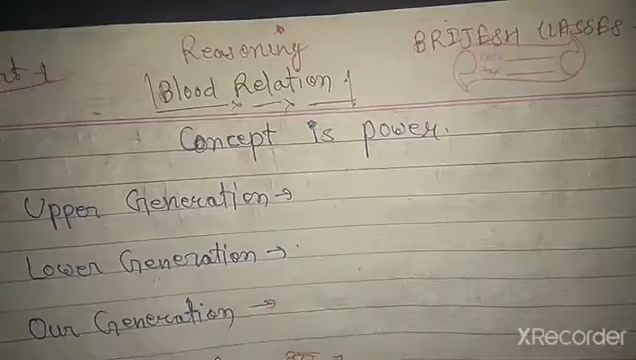 Reasoning
BRIJESH CLASSES
Blood Relation
Concept is power.
Upper Generation →
Lower Generation →
Our Generation →
XRecorder